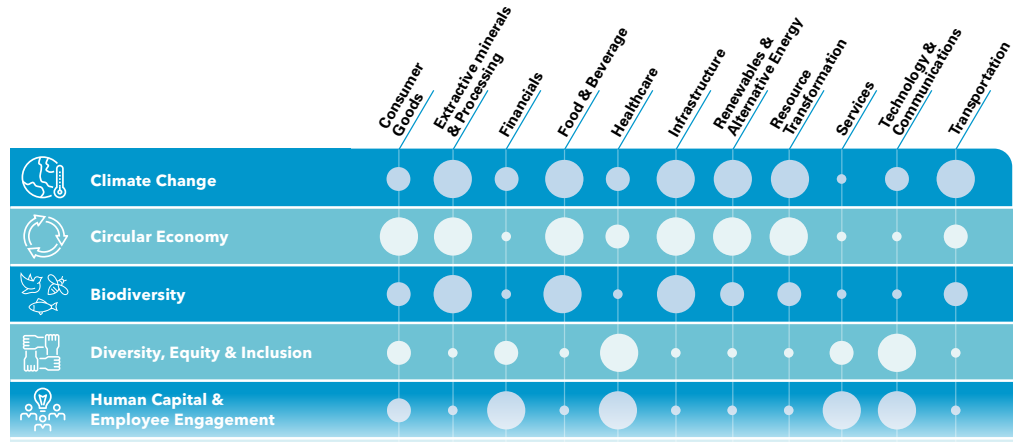 Consumer
Goods
Extractive minerals
& Processing
Financials
Food & Beverage
Healthcare
Infrastructure
Renewables &
Alternative Energy
Resource
Transformation
Services
Technology &
Communications
Transportation
Climate Change
Circular Economy
Biodiversity
Diversity, Equity & Inclusion
Human Capital &
Employee Engagement